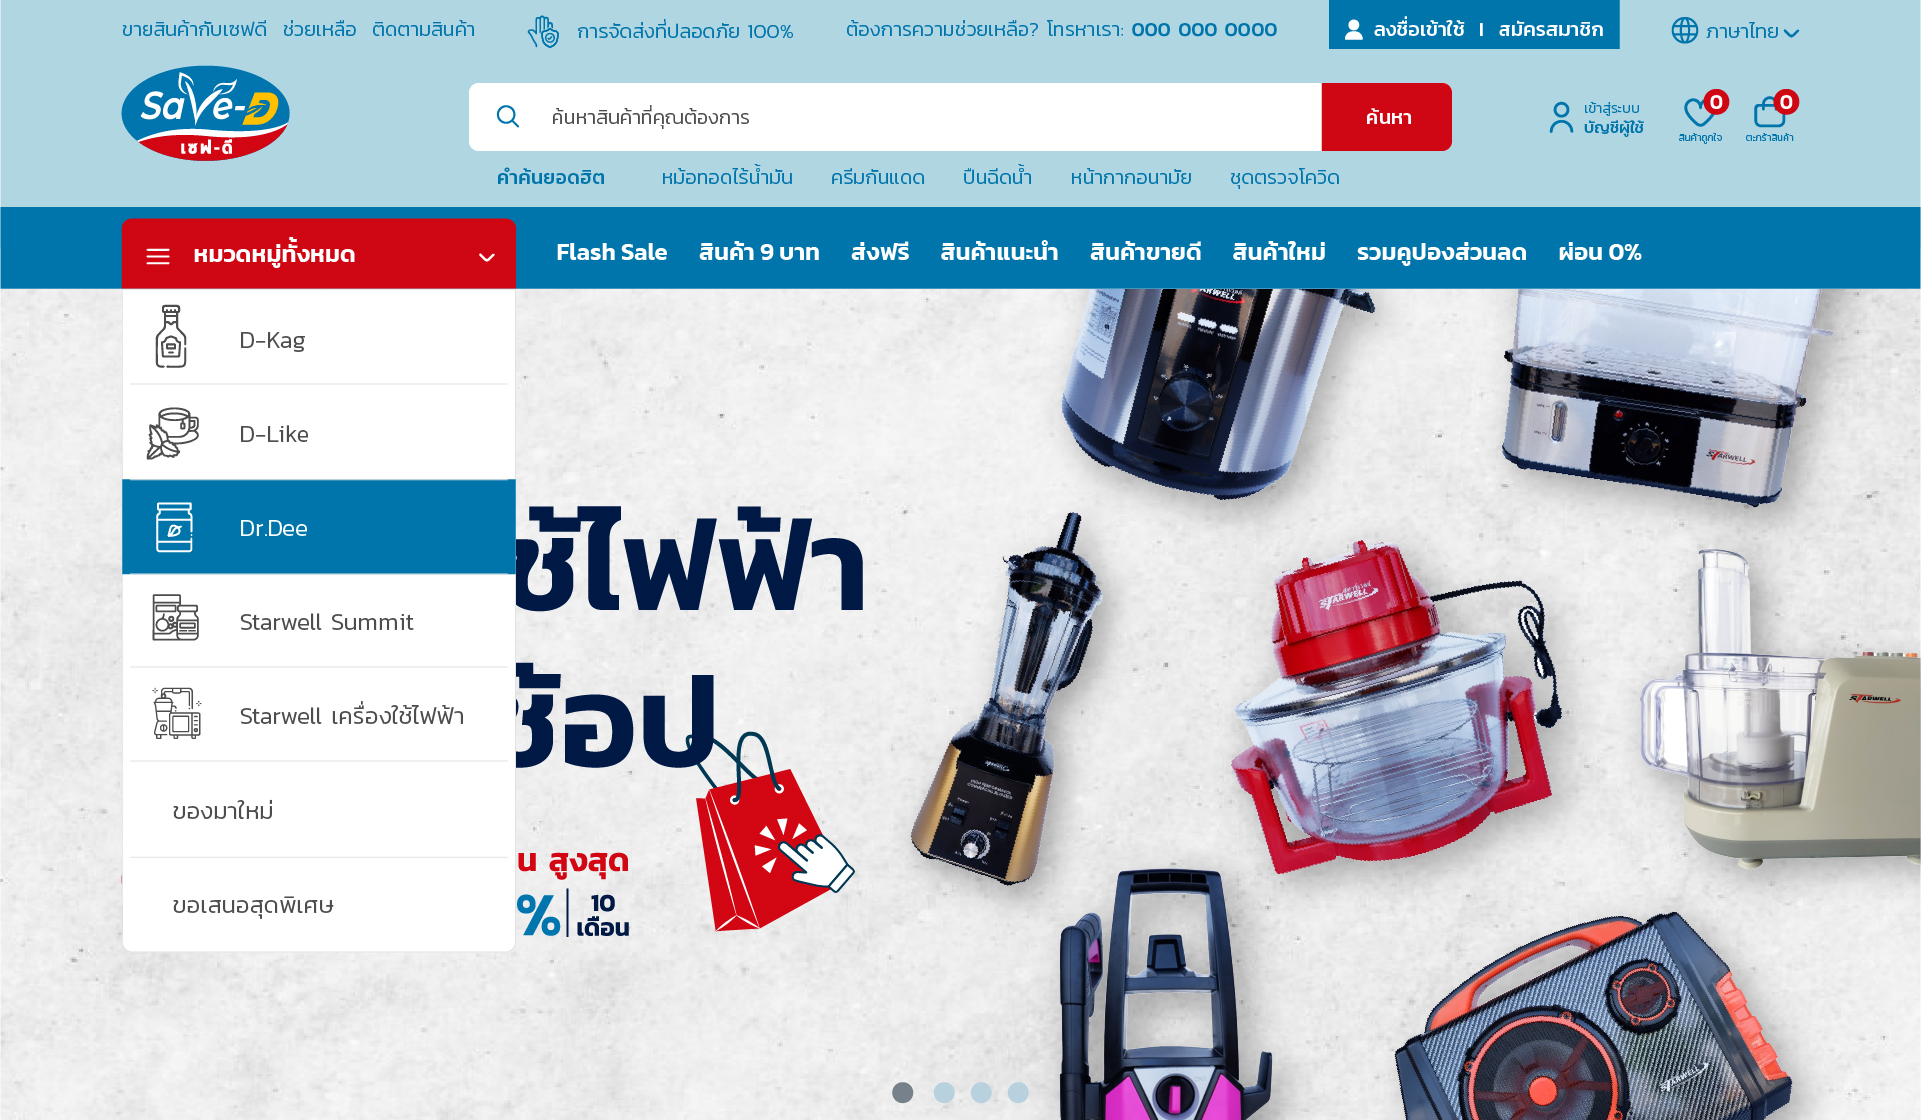 ขายสินค้ากับเซฟดี ช่วยเหลือ ติดตามสินค้า
การจัดส่งที่ปลอดภัย 100%
ต้องการความช่วยเหลือ? โทรหาเรา: 000 000 0000
ลงชื่อเข้าใช้ | สมัครสมาชิก
ภาษาไทย
Save-D
เซฟ-ดี
ค้นหาสินค้าที่คุณต้องการ
ค้นหา
เข้าสู่ระบบ
บัญชีผู้ใช้
0
สินค้าถูกใจ
0
ตะกร้าสินค้า
คำค้นยอดฮิต หม้อทอดไร้น้ำมัน ครีมกันแดด ปืนฉีดน้ำ หน้ากากอนามัย ชุดตรวจโควิด
หมวดหมู่ทั้งหมด
Flash Sale สินค้า 9 บาท ส่งฟรี สินค้าแนะนำ สินค้าขายดี สินค้าใหม่ รวมคูปองส่วนลด ผ่อน 0%
D-Kag
D-Like
Dr.Dee
Starwell Summit
Starwell เครื่องใช้ไฟฟ้า
ของมาใหม่
ขอเสนอสุดพิเศษ
ช้ไฟฟ้า
ช้อป
น สูงสุด
% 10
เดือน
STARWELL
STARWELL
STARWELL
STARWELL
STARWELL
STARWELL